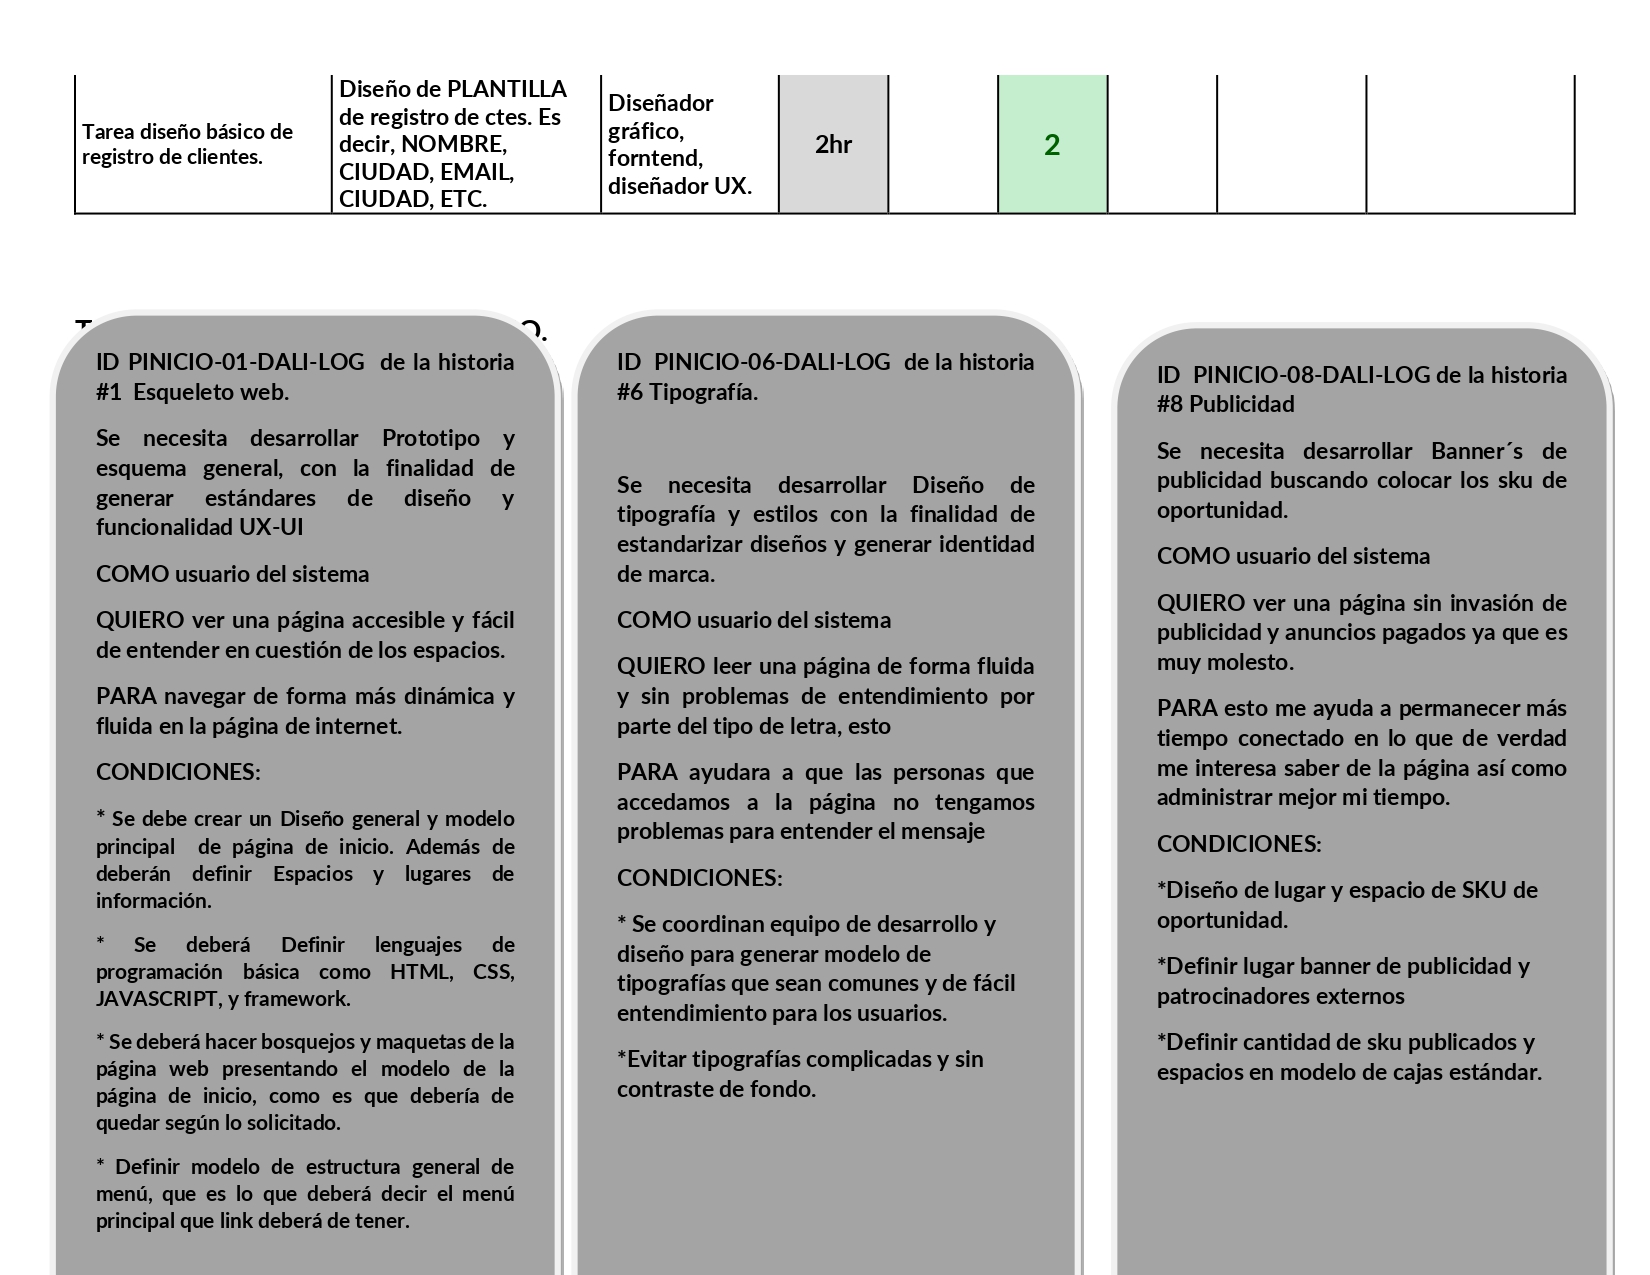 Tarea diseño básico de
registro de clientes.
Diseño de PLANTILLA
de registro de ctes. Es
decir, NOMBRE,
CIUDAD, EMAIL,
CIUDAD, ETC.
Diseñador
gráfico,
forntend,
diseñador UX.
2hr
2
ID PINICIO-01-DALI-LOG de la historia
#1 Esqueleto web.
Se necesita desarrollar Prototipo y
esquema general, con la finalidad de
generar estándares de diseño y
funcionalidad UX-UI
COMO usuario del sistema
QUIERO ver una página accesible y fácil
de entender en cuestión de los espacios.
PARA navegar de forma más dinámica y
fluida en la página de internet.
CONDICIONES:
* Se debe crear un Diseño general y modelo
principal de página de inicio. Además de
deberán definir Espacios y lugares de
información.
* Se deberá Definir lenguajes de
programación básica como HTML, CSS,
JAVASCRIPT, y framework.
* Se deberá hacer bosquejos y maquetas de la
página web presentando el modelo de la
página de inicio, como es que debería de
quedar según lo solicitado.
* Definir modelo de estructura general de
menú, que es lo que deberá decir el menú
principal que link deberá de tener.
ID PINICIO-06-DALI-LOG de la historia
#6 Tipografía.
Se necesita desarrollar Diseño de
tipografía y estilos con la finalidad de
estandarizar diseños y generar identidad
de marca.
COMO usuario del sistema
QUIERO leer una página de forma fluida
y sin problemas de entendimiento por
parte del tipo de letra, esto
PARA ayudara a que las personas que
accedamos a la página no tengamos
problemas para entender el mensaje
CONDICIONES:
* Se coordinan equipo de desarrollo y
diseño para generar modelo de
tipografías que sean comunes y de fácil
entendimiento para los usuarios.
*Evitar tipografías complicadas y sin
contraste de fondo.
ID PINICIO-08-DALI-LOG de la historia
#8 Publicidad
Se necesita desarrollar Banner´s de
publicidad buscando colocar los sku de
oportunidad.
COMO usuario del sistema
QUIERO ver una página sin invasión de
publicidad y anuncios pagados ya que es
muy molesto.
PARA esto me ayuda a permanecer más
tiempo conectado en lo que de verdad
me interesa saber de la página así como
administrar mejor mi tiempo.
CONDICIONES:
*Diseño de lugar y espacio de SKU de
oportunidad.
*Definir lugar banner de publicidad y
patrocinadores externos
*Definir cantidad de sku publicados y
espacios en modelo de cajas estándar.